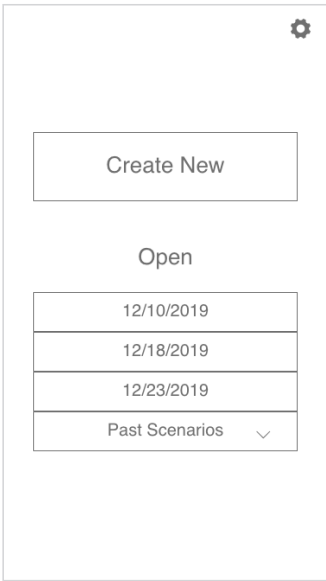 Create New
Open
12/10/2019
12/18/2019
12/23/2019
Past Scenarios